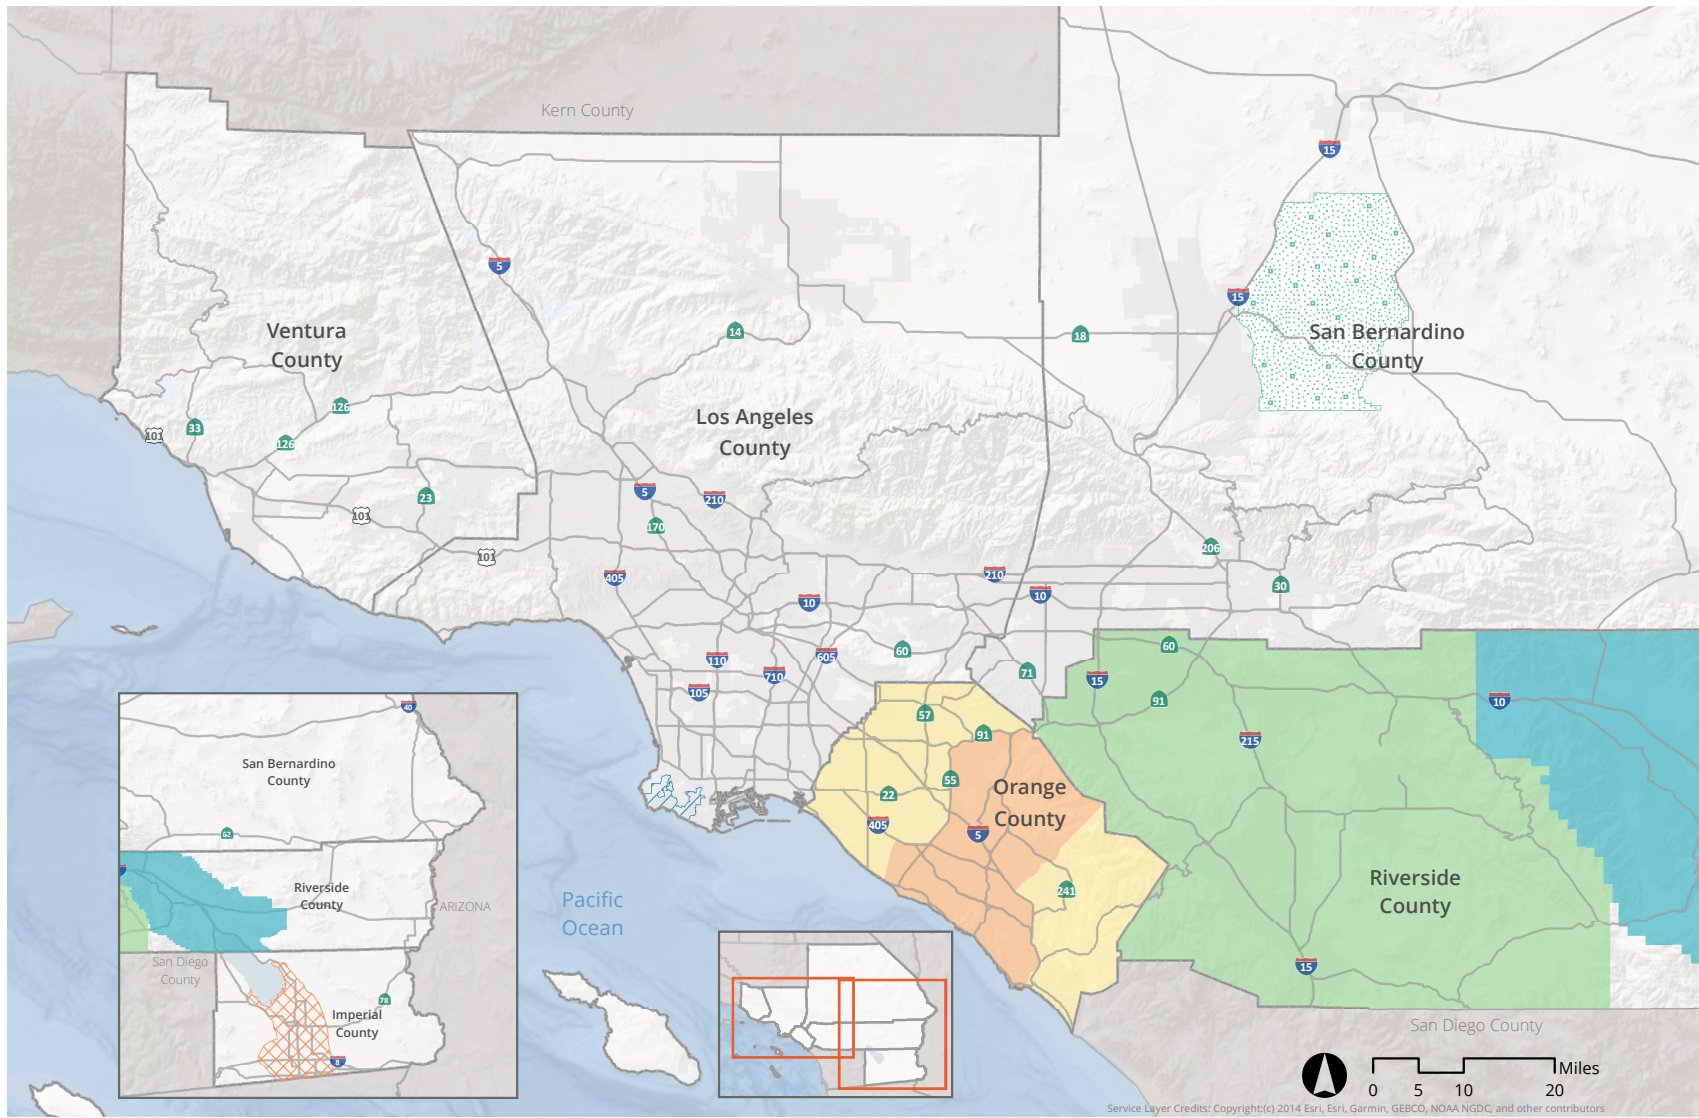 Kern County
15
5
15
Ventura
County
14
18
San Bernardino
County
126
Los Angeles
County
33
101
126
5
210
23
101
170
101
206
405
210
10
30
10
60
60
110
605
71
15
105
710
91
10
57
91
215
55
Orange
County
22
405
5
241
Riverside
County
15
Pacific
Ocean
San Diego County
40
San Bernardino
County
62
Riverside
County
ARIZONA
San Diego
County
78
Imperial
County
8
Miles
0 5 10 20
Service Layer Credits: Copyright:(c) 2014 Esri, Esri, Garmin, GEBCO, NOAA NGDC, and other contributors